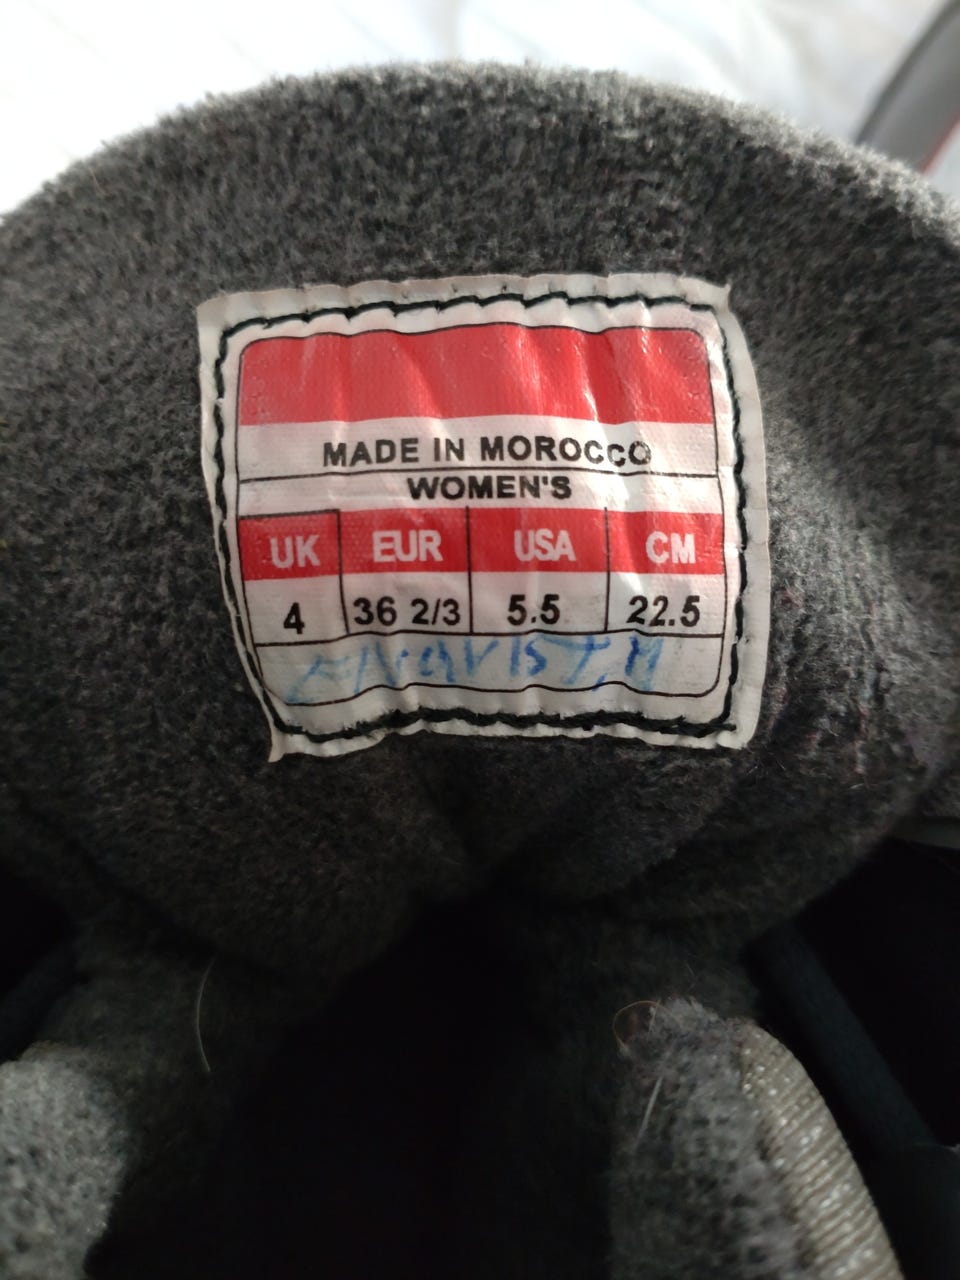 MADE IN MOROCCO
WOMEN'S
UK EUR USA CM
4 36 2/3 5.5 22.5